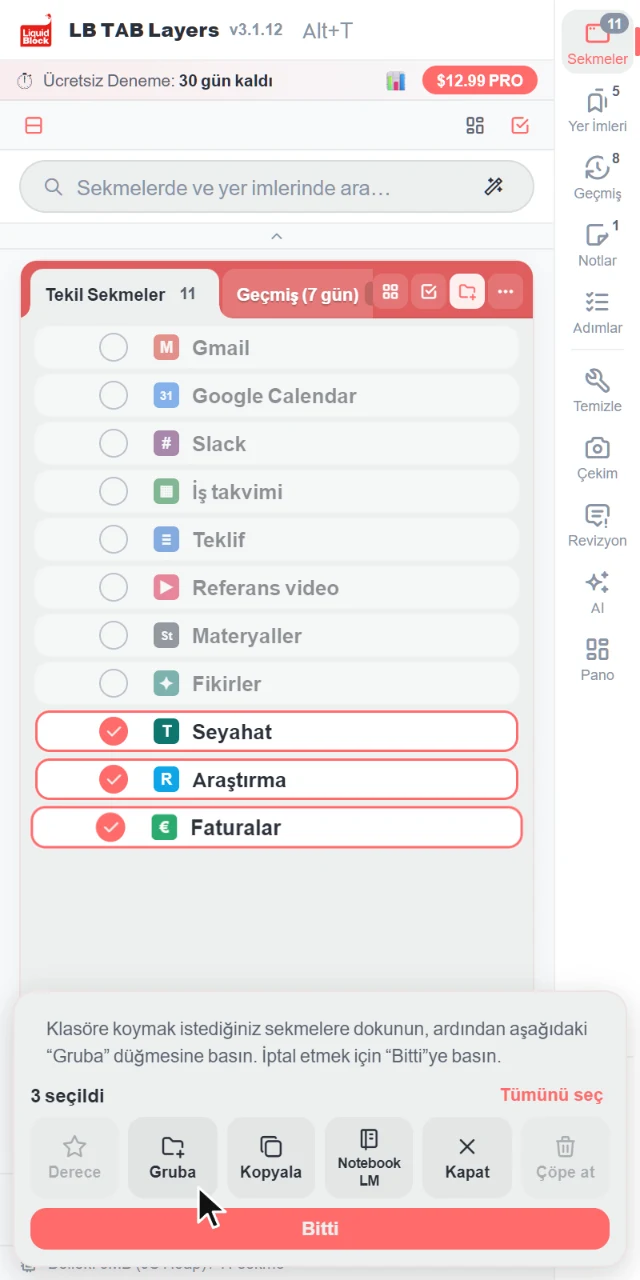 Liquid Block
LB TAB Layers v3.1.12 Alt+T
Ücretsiz Deneme: 30 gün kaldı
$12.99 PRO
Sekmelerde ve yer imlerinde ara…
Tekil Sekmeler 11
Geçmiş (7 gün)
M Gmail
31 Google Calendar
# Slack
İş takvimi
Teklif
Referans video
St Materyaller
Fikirler
T Seyahat
R Araştırma
€ Faturalar
Klasöre koymak istediğiniz sekmelere dokunun, ardından aşağıdaki
“Gruba” düğmesine basın. İptal etmek için “Bitti”ye basın.
3 seçildi
Tümünü seç
Derece
Gruba
Kopyala
Notebook
LM
Kapat
Çöpe at
Bitti
11
Sekmeler
5
Yer İmleri
8
Geçmiş
1
Notlar
Adımlar
Temizle
Çekim
Revizyon
AI
Pano